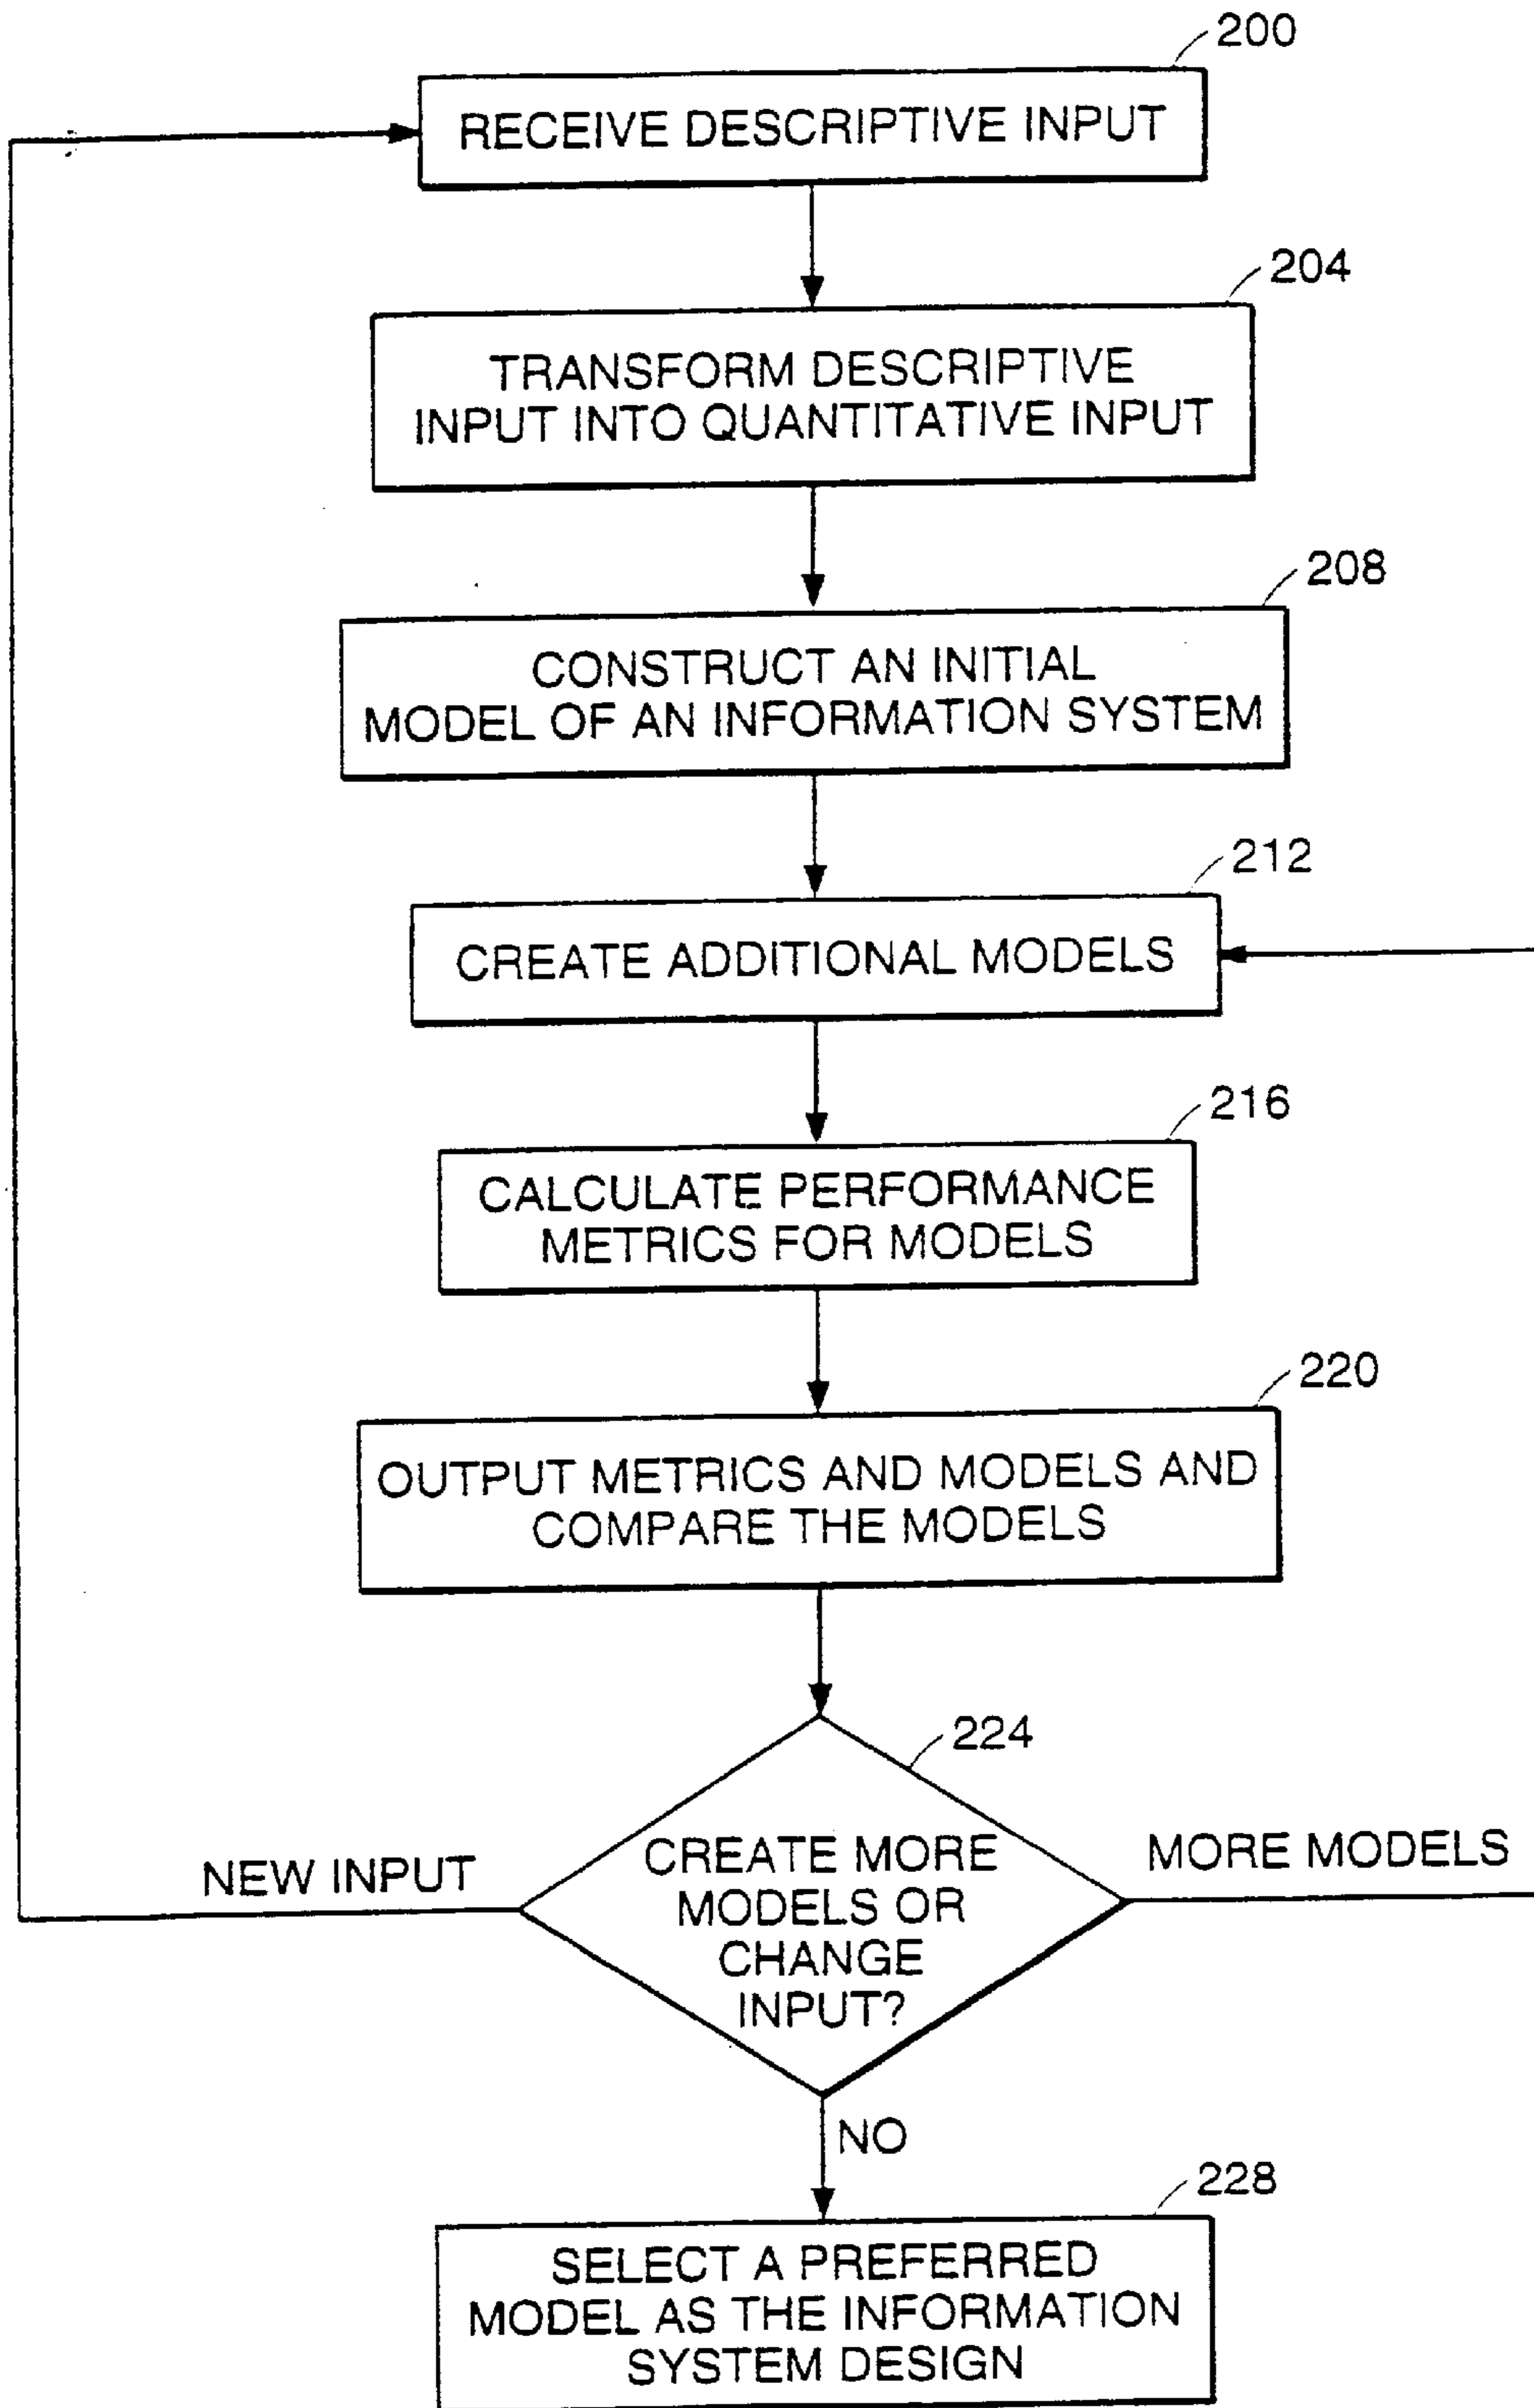 200
RECEIVE DESCRIPTIVE INPUT
204
TRANSFORM DESCRIPTIVE
INPUT INTO QUANTITATIVE INPUT
208
CONSTRUCT AN INITIAL
MODEL OF AN INFORMATION SYSTEM
212
CREATE ADDITIONAL MODELS
216
CALCULATE PERFORMANCE
METRICS FOR MODELS
220
OUTPUT METRICS AND MODELS AND
COMPARE THE MODELS
224
NEW INPUT
CREATE MORE
MODELS OR
CHANGE
INPUT?
MORE MODELS
NO
228
SELECT A PREFERRED
MODEL AS THE INFORMATION
SYSTEM DESIGN